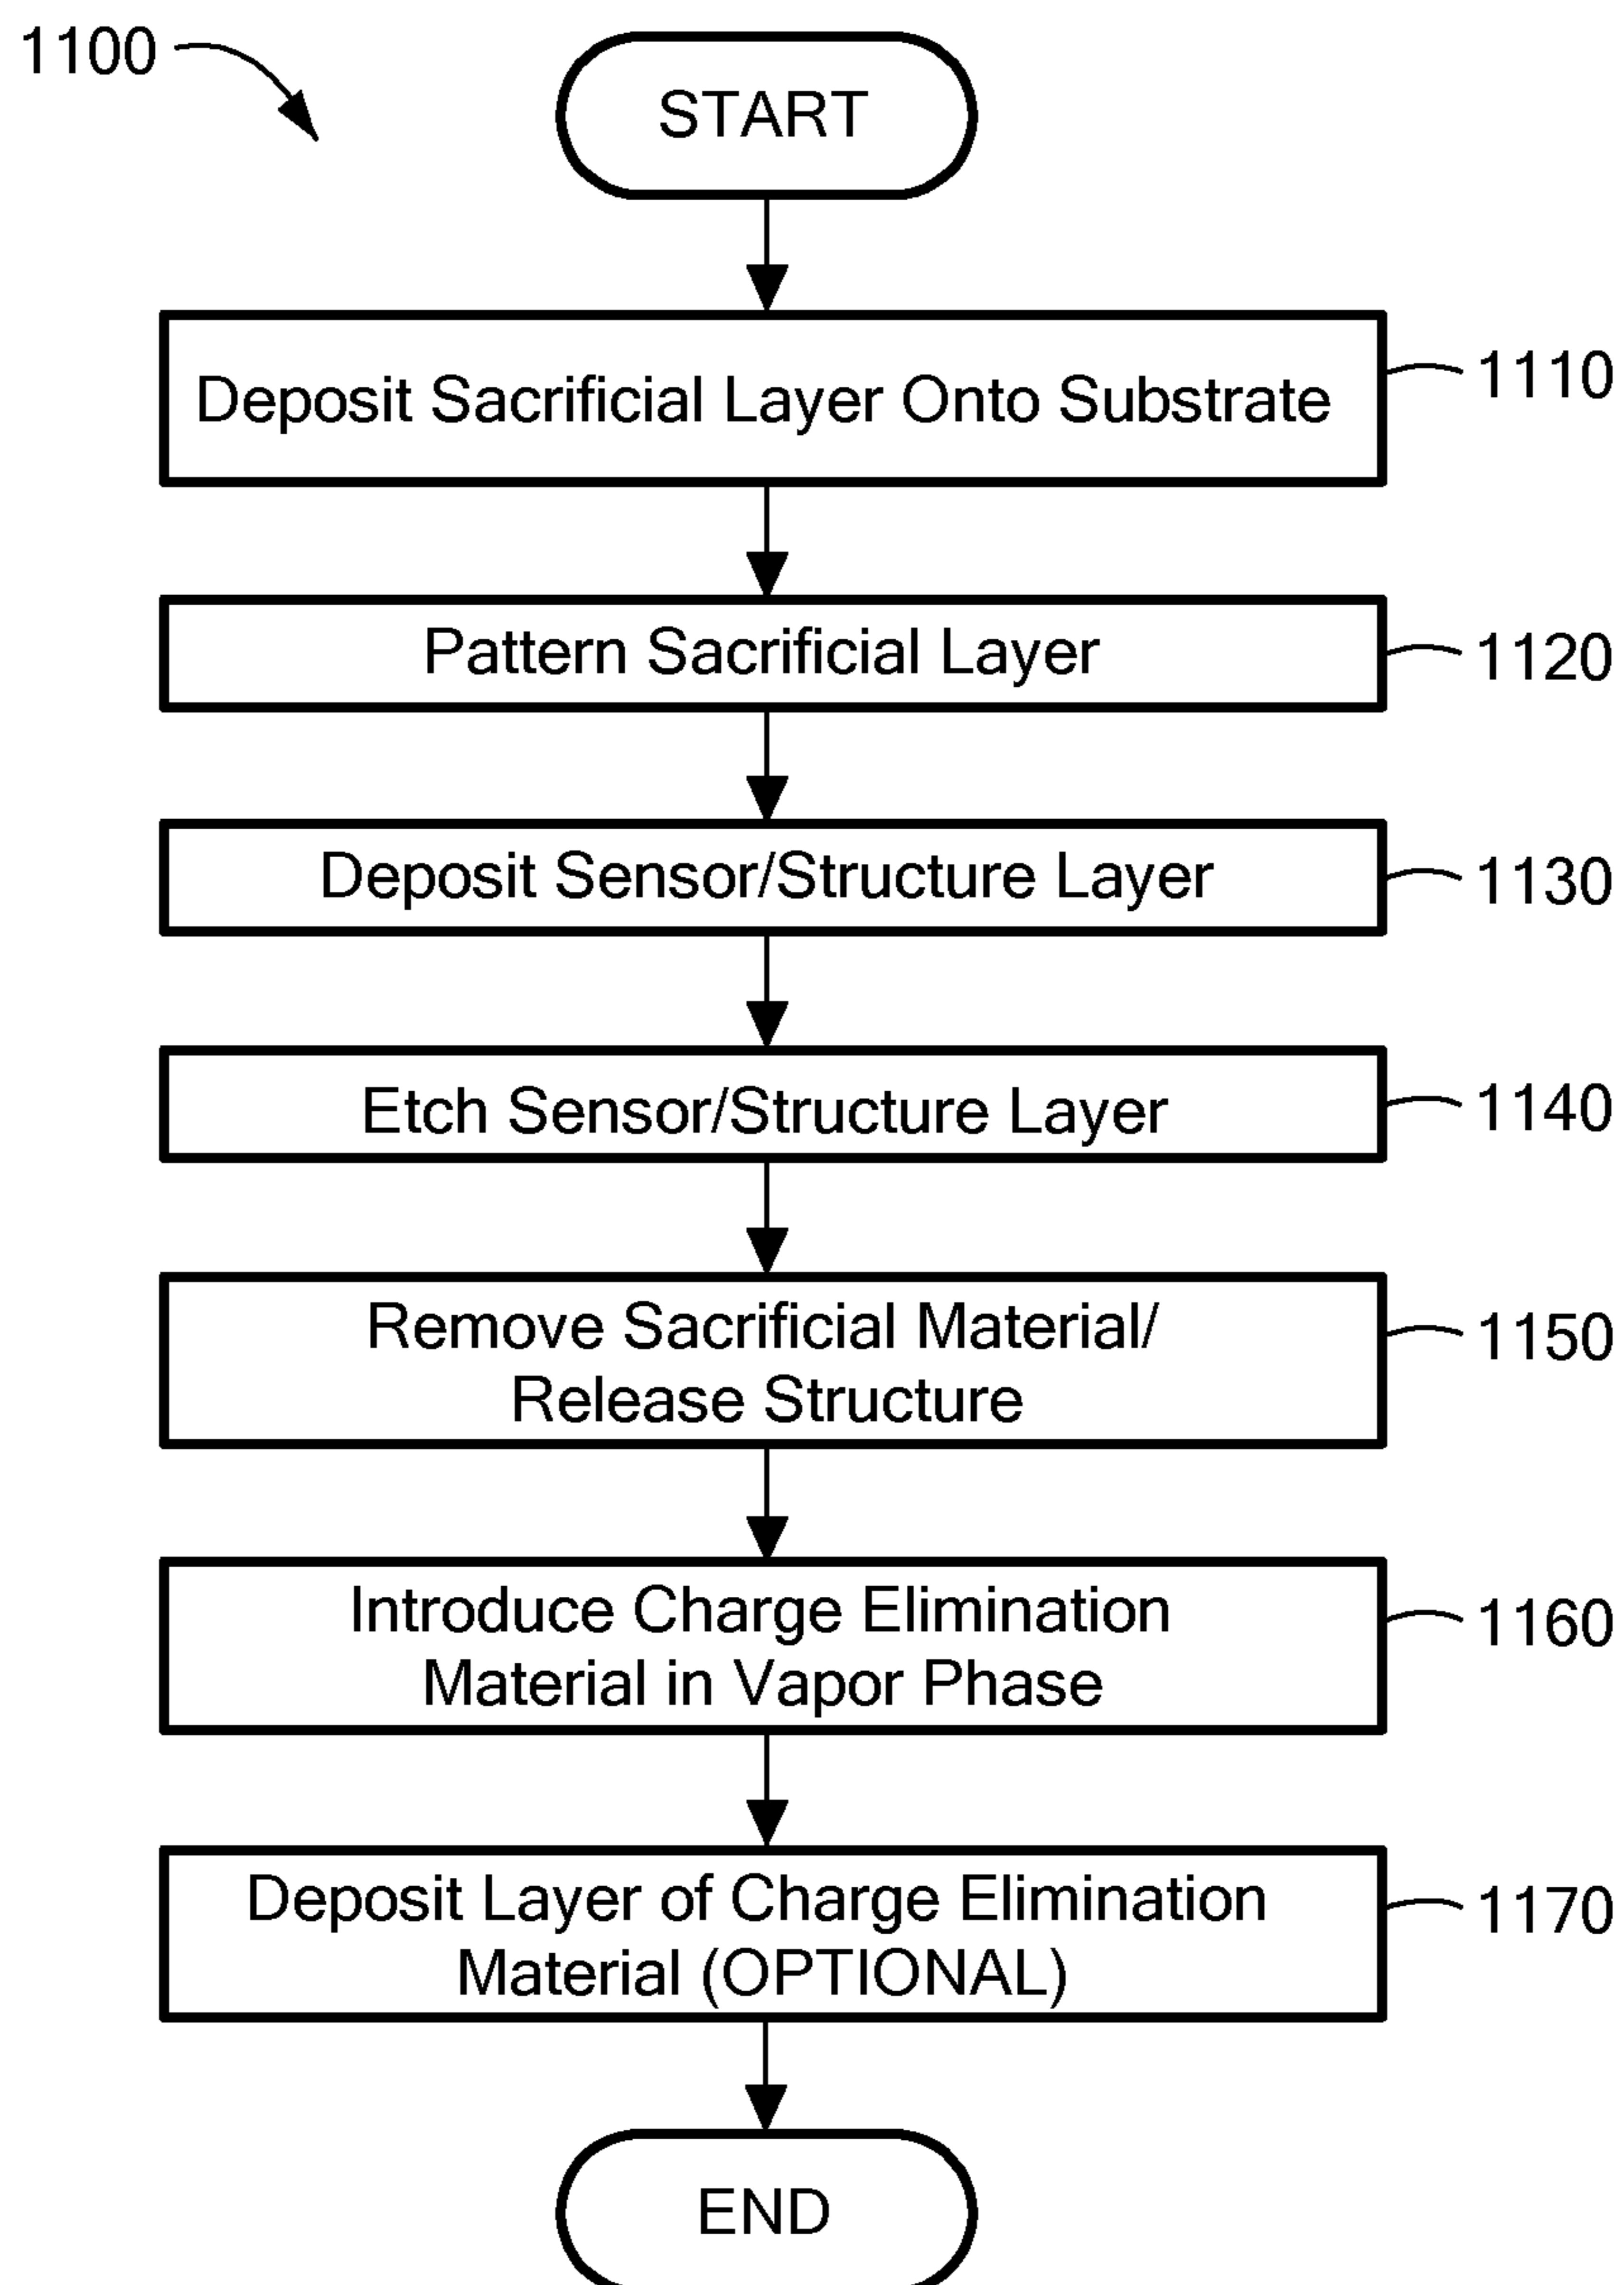 1100
START
Deposit Sacrificial Layer Onto Substrate
1110
Pattern Sacrificial Layer
1120
Deposit Sensor/Structure Layer
1130
Etch Sensor/Structure Layer
1140
Remove Sacrificial Material/
Release Structure
1150
Introduce Charge Elimination
Material in Vapor Phase
1160
Deposit Layer of Charge Elimination
Material (OPTIONAL)
1170
END